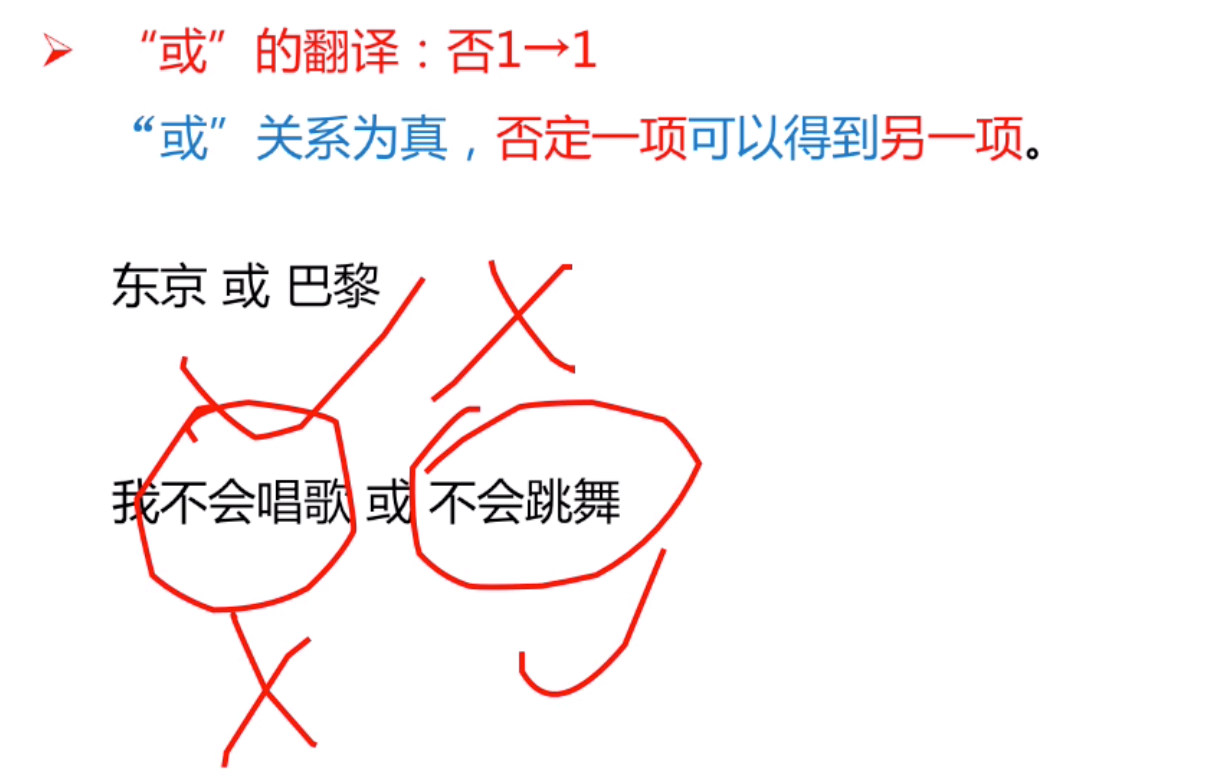 “或”的翻译：否1→1
“或”关系为真，否定一项可以得到另一项。
东京 或 巴黎
我不会唱歌 或 不会跳舞